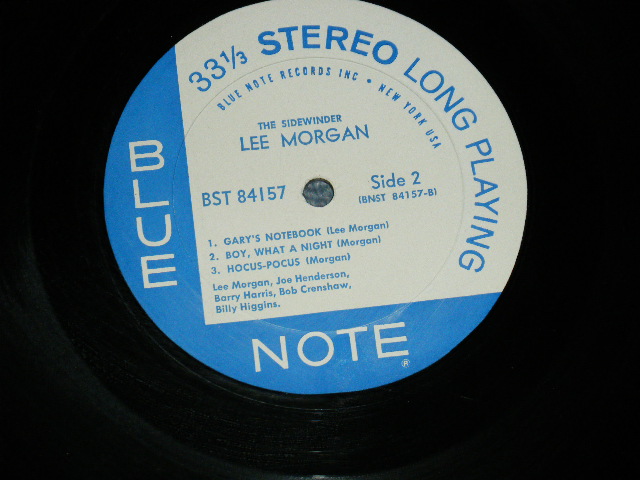 33⅓ STEREO LONG PLAYING
BLUE NOTE RECORDS INC • NEW YORK USA
THE SIDEWINDER
LEE MORGAN
BST 84157
Side 2
(BNST 84157-B)
1. GARY'S NOTEBOOK (Lee Morgan)
2. BOY, WHAT A NIGHT (Morgan)
3. HOCUS-POCUS (Morgan)
Lee Morgan, Joe Henderson,
Barry Harris, Bob Crenshaw,
Billy Higgins.
BLUE
NOTE ®